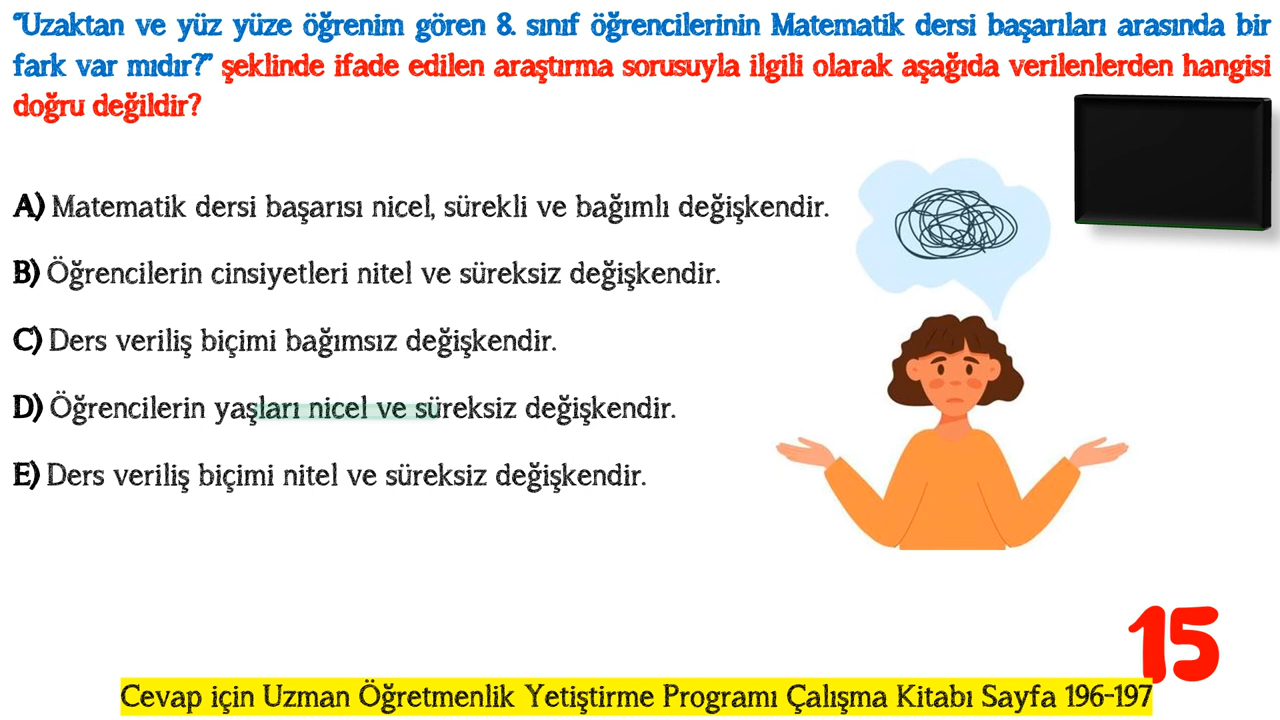 "Uzaktan ve yüz yüze öğrenim gören 8. sınıf öğrencilerinin Matematik dersi başarıları arasında bir
fark var mıdır?" şeklinde ifade edilen araştırma sorusuyla ilgili olarak aşağıda verilenlerden hangisi
doğru değildir?
A) Matematik dersi başarısı nicel, sürekli ve bağımlı değişkendir.
B) Öğrencilerin cinsiyetleri nitel ve süreksiz değişkendir.
C) Ders veriliş biçimi bağımsız değişkendir.
D) Öğrencilerin yaşları nicel ve süreksiz değişkendir.
E) Ders veriliş biçimi nitel ve süreksiz değişkendir.
15
Cevap için Uzman Öğretmenlik Yetiştirme Programı Çalışma Kitabı Sayfa 196-197